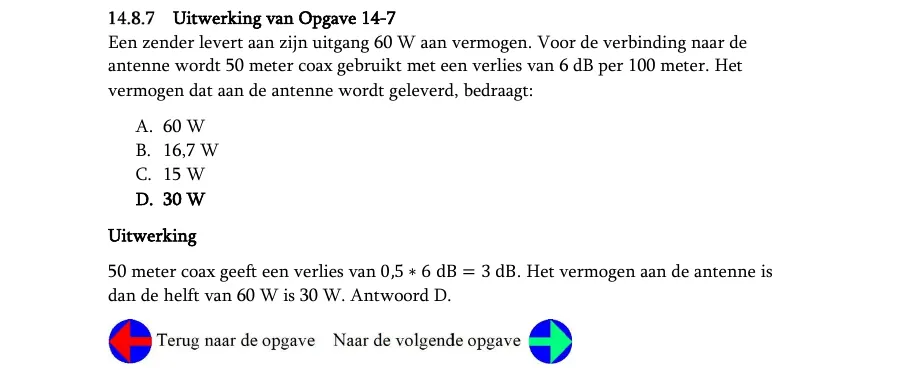 14.8.7 Uitwerking van Opgave 14-7
Een zender levert aan zijn uitgang 60 W aan vermogen. Voor de verbinding naar de
antenne wordt 50 meter coax gebruikt met een verlies van 6 dB per 100 meter. Het
vermogen dat aan de antenne wordt geleverd, bedraagt:
A. 60 W
B. 16,7 W
C. 15 W
D. 30 W
Uitwerking
50 meter coax geeft een verlies van 0,5 * 6 dB = 3 dB. Het vermogen aan de antenne is
dan de helft van 60 W is 30 W. Antwoord D.
Terug naar de opgave Naar de volgende opgave